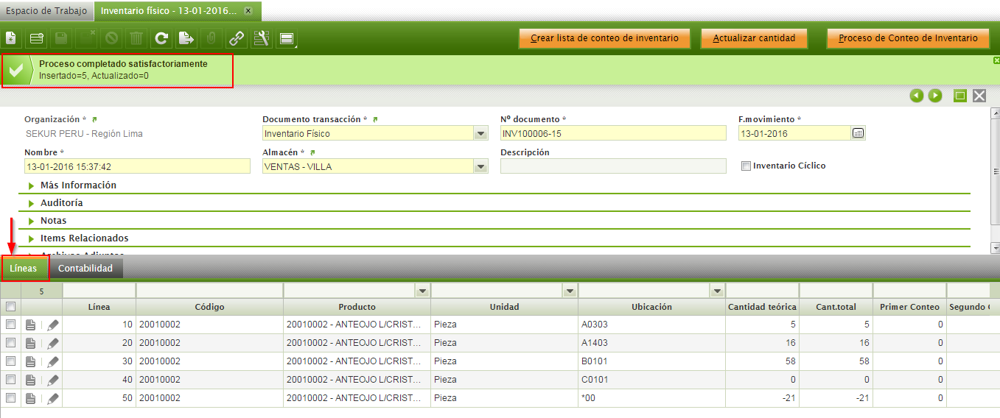 Espacio de Trabajo
Inventario físico - 13-01-2016...
Crear lista de conteo de inventario
Actualizar cantidad
Proceso de Conteo de Inventario
Proceso completado satisfactoriamente
Insertado=5, Actualizado=0
Organización *
Documento transacción *
Nº documento *
F.movimiento *
SEKUR PERU - Región Lima
Inventario Físico
INV100006-15
13-01-2016
Nombre *
Almacén *
Descripción
13-01-2016 15:37:42
VENTAS - VILLA
Inventario Cíclico
Más Información
Auditoría
Notas
Items Relacionados
Archivos Adjuntos
Líneas
Contabilidad
5
Línea Código Producto Unidad Ubicación Cantidad teórica Cant.total Primer Conteo Segundo C
10 20010002 20010002 - ANTEOJO L/CRIST... Pieza A0303 5 5 0
20 20010002 20010002 - ANTEOJO L/CRIST... Pieza A1403 16 16 0
30 20010002 20010002 - ANTEOJO L/CRIST... Pieza B0101 58 58 0
40 20010002 20010002 - ANTEOJO L/CRIST... Pieza C0101 0 0 0
50 20010002 20010002 - ANTEOJO L/CRIST... Pieza *00 -21 -21 0